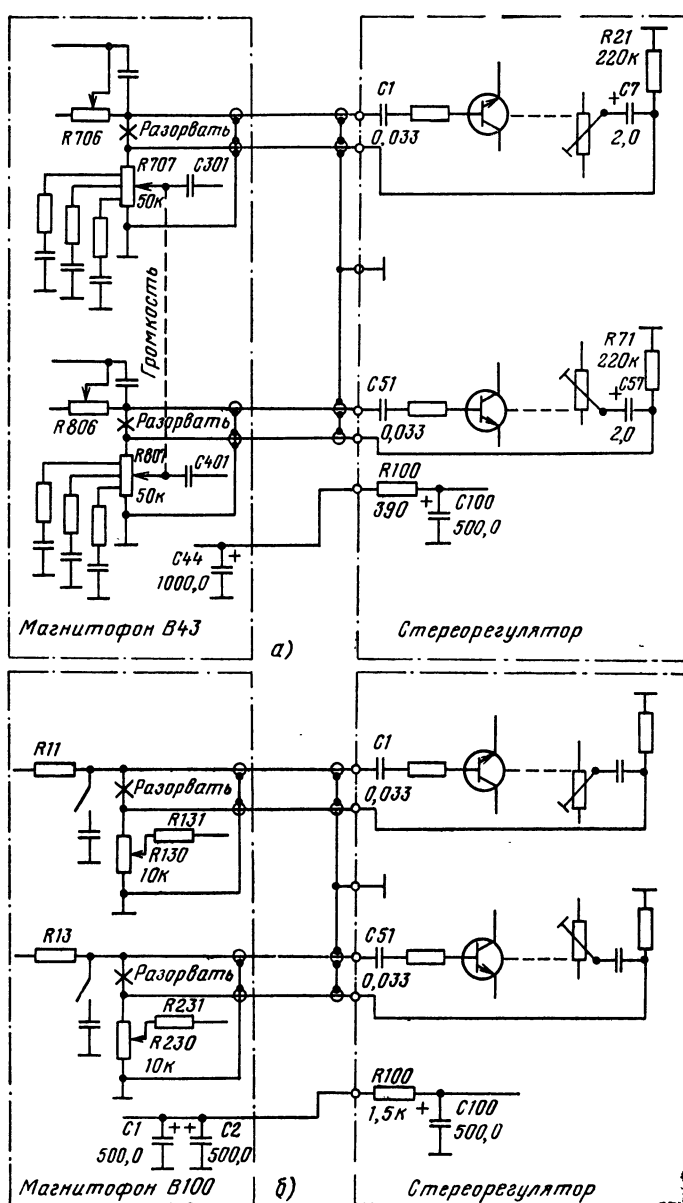 R21
220к
C1
C7
+
R706
Разорвать
0,033
2,0
R707
C301
50к
Громкость
R71
220к
C51
C57
+
R806
Разорвать
0,033
2,0
R807
C401
50к
R100
390
+
C100
500,0
C44
+
1000,0
Магнитофон В43
Стереорегулятор
а)
R11
C1
Разорвать
0,033
R131
R130
10к
R13
C51
Разорвать
0,033
R231
R230
10к
R100
1,5к
+
C100
500,0
C1
+
+
C2
500,0
500,0
Магнитофон В100
б)
Стереорегулятор